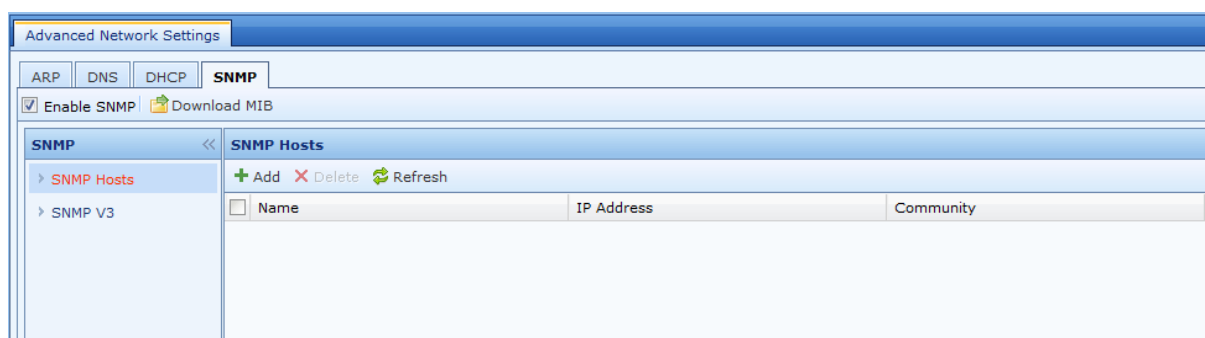 Advanced Network Settings
ARP DNS DHCP SNMP
Enable SNMP Download MIB
SNMP SNMP Hosts
SNMP Hosts Add Delete Refresh
SNMP V3 Name IP Address Community